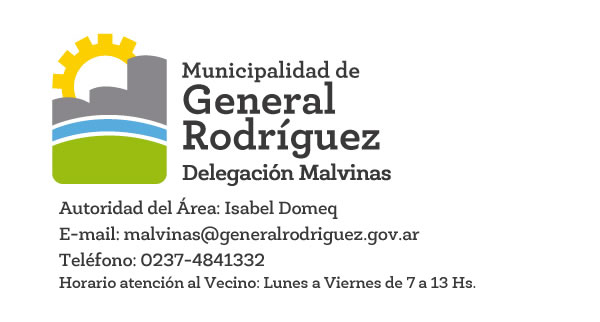 Municipalidad de
General
Rodríguez
Delegación Malvinas
Autoridad del Área: Isabel Domeq
E-mail: malvinas@generalrodriguez.gov.ar
Teléfono: 0237-4841332
Horario atención al Vecino: Lunes a Viernes de 7 a 13 Hs.